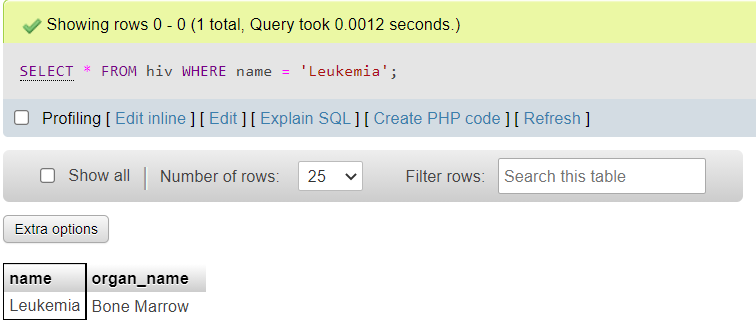 Showing rows 0 - 0 (1 total, Query took 0.0012 seconds.)
SELECT * FROM hiv WHERE name = 'Leukemia';
Profiling [ Edit inline ] [ Edit ] [ Explain SQL ] [ Create PHP code ] [ Refresh ]
Show all Number of rows: 25 Filter rows: Search this table
Extra options
name organ_name
Leukemia Bone Marrow